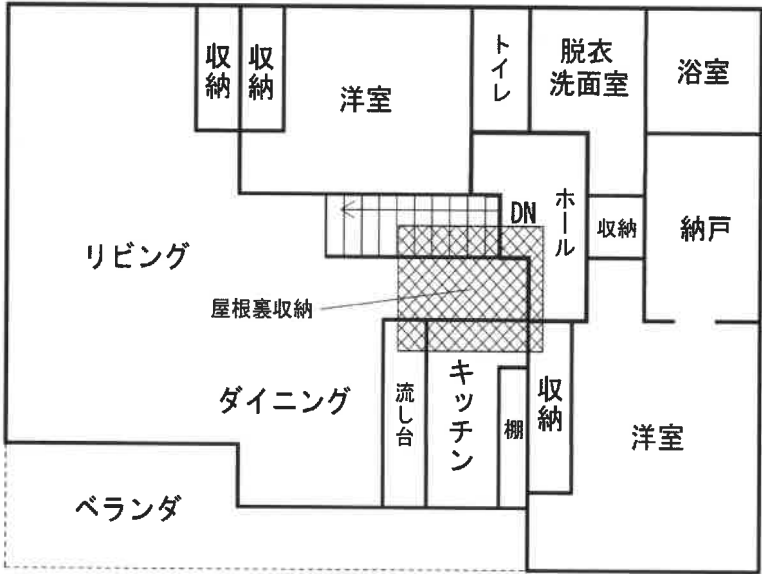 収納
収納
洋室
トイレ
脱衣
洗面室
浴室
リビング
DN
ホール
収納
納戸
屋根裏収納
ダイニング
流し台
キッチン
棚
収納
洋室
ベランダ